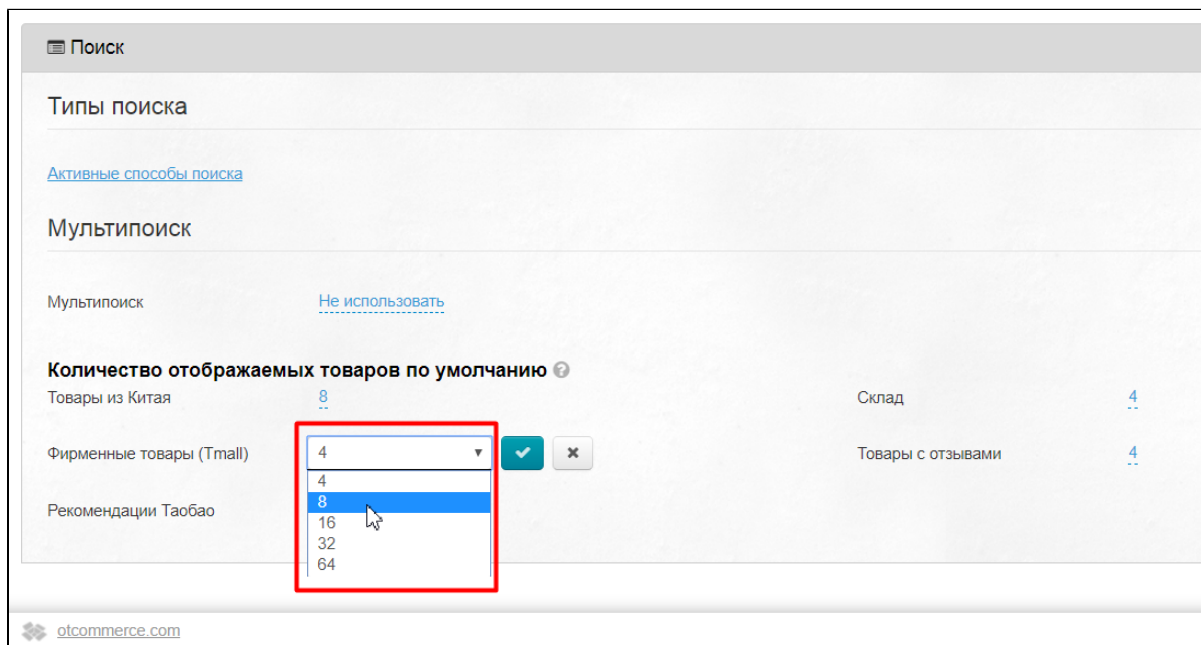 Поиск
Типы поиска
Активные способы поиска
Мультипоиск
Мультипоиск Не использовать
Количество отображаемых товаров по умолчанию ?
Товары из Китая 8 Склад 4
Фирменные товары (Tmall) 4 Товары с отзывами 4
4
8
Рекомендации Таобао
16
32
64
otcommerce.com